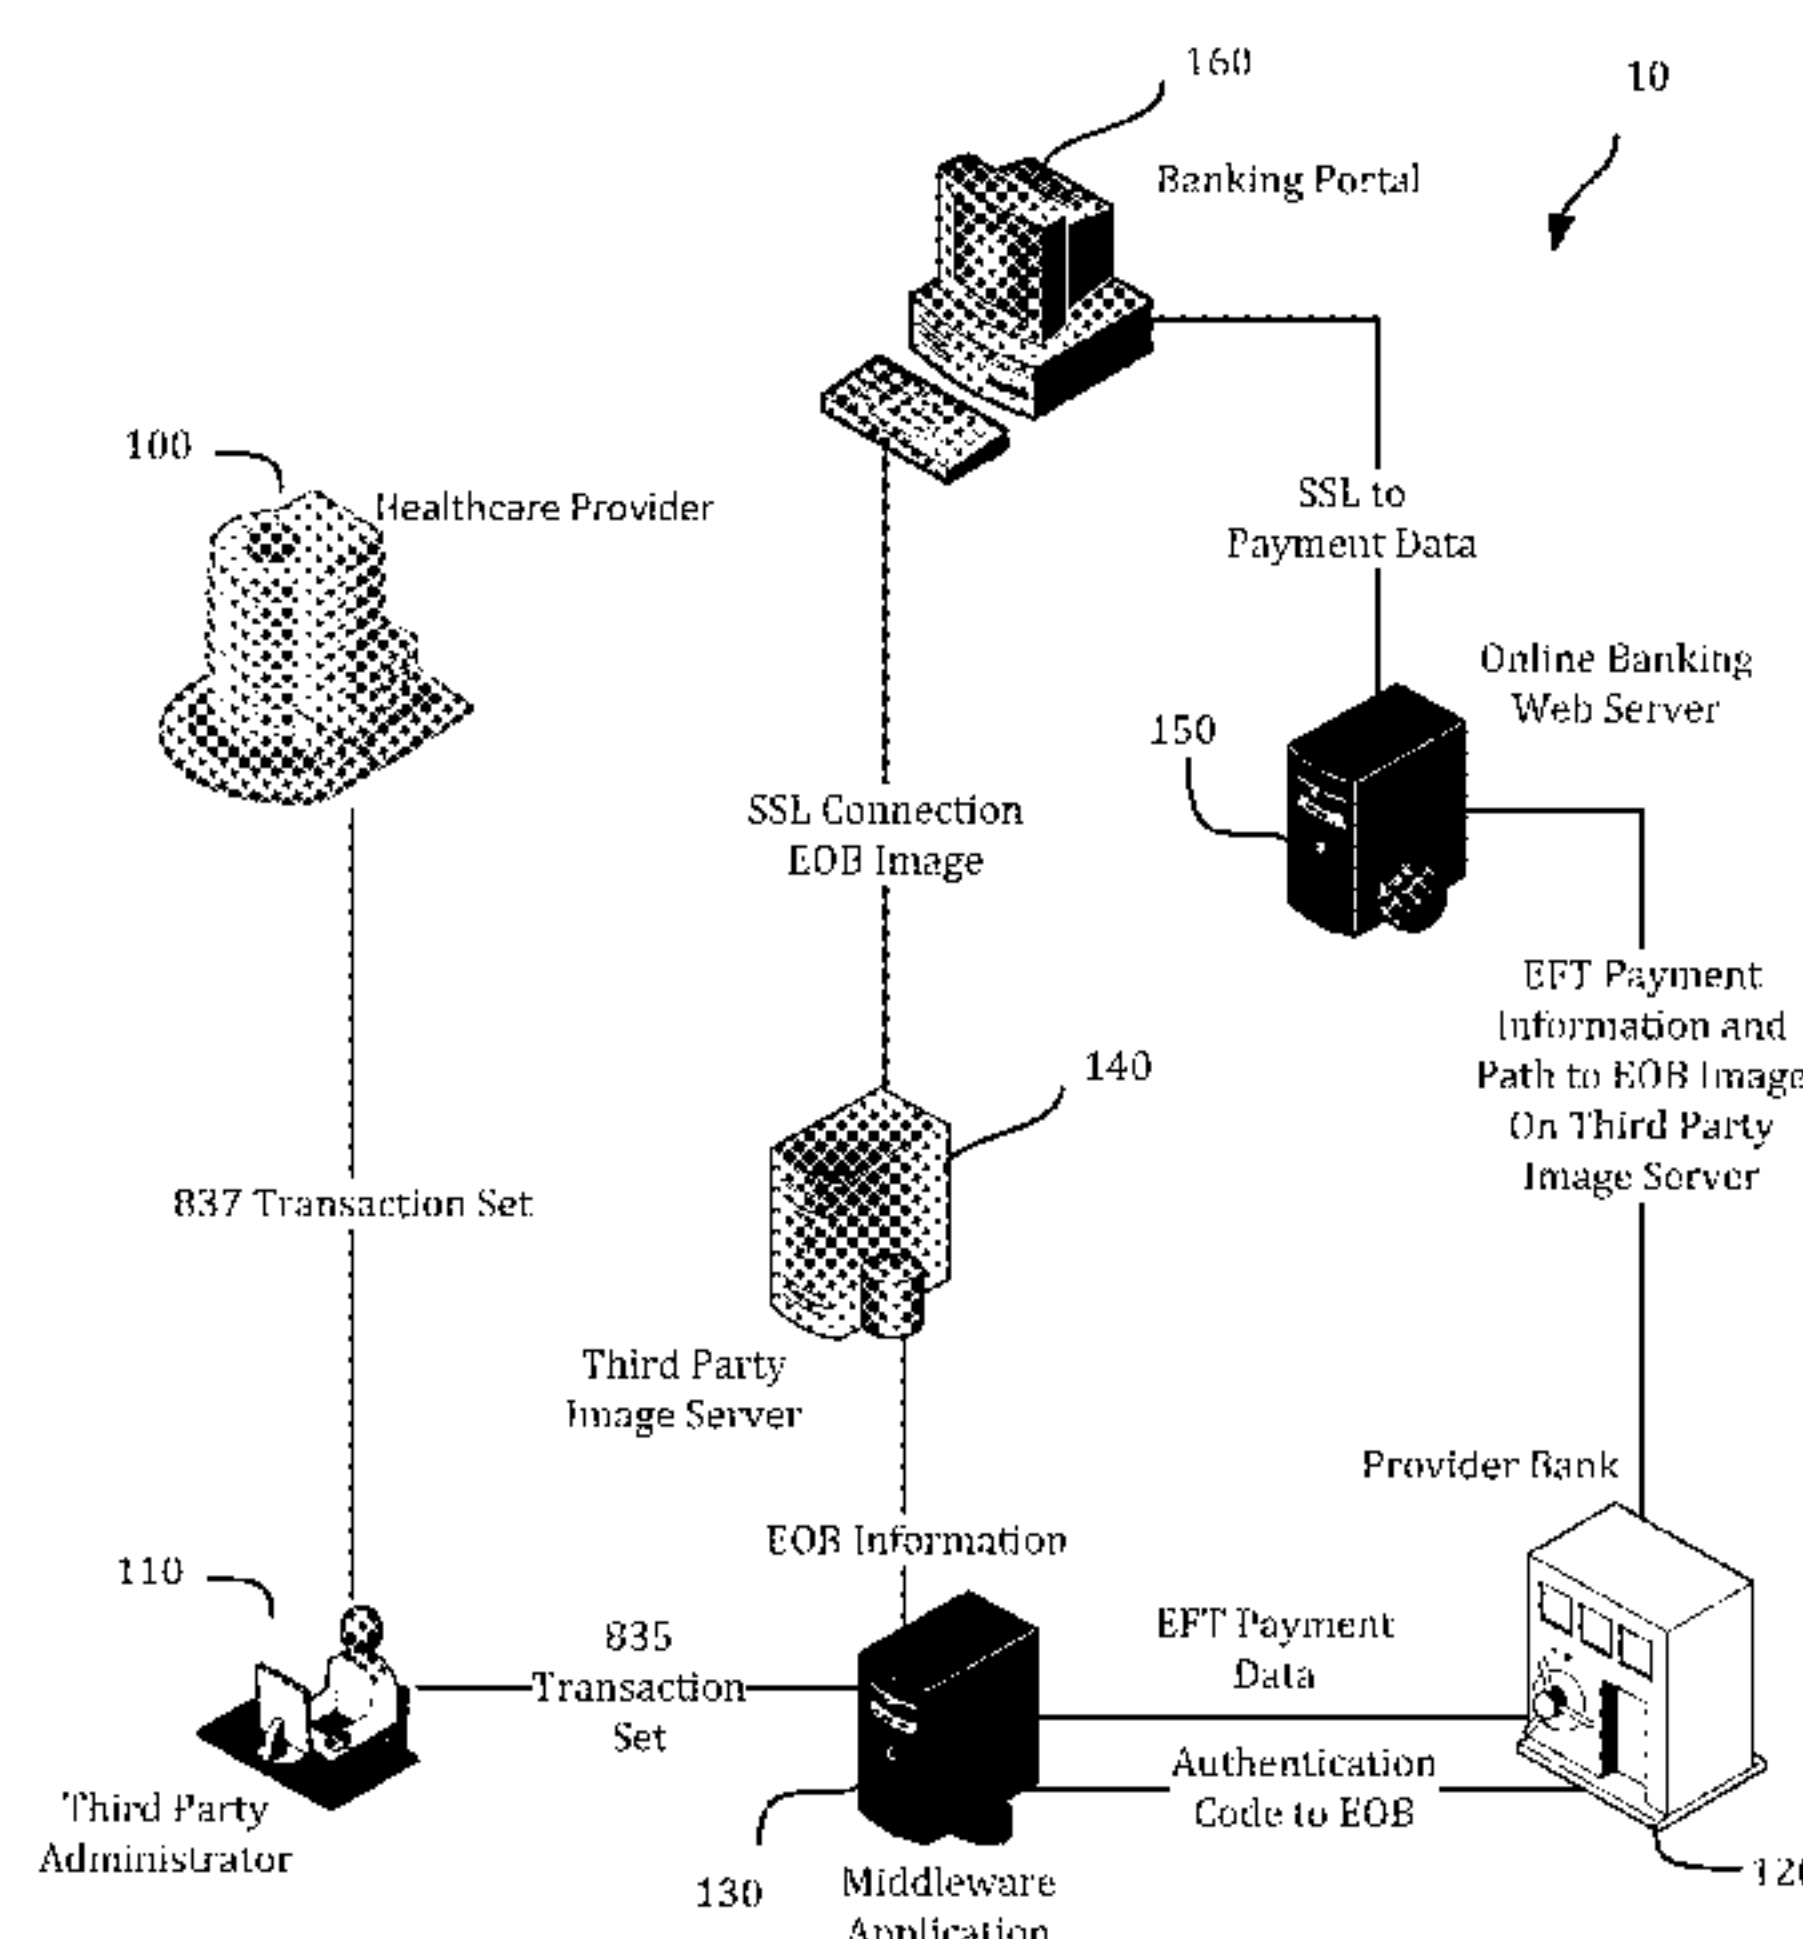 160
10
Banking Portal
100
Healthcare Provider
SSL to
Payment Data
Online Banking
Web Server
150
SSL Connection
EOB Image
EFT Payment
Information and
Path to EOB Image
On Third Party
Image Server
140
837 Transaction Set
Third Party
Image Server
Provider Bank
EOB Information
110
835
Transaction
Set
EFT Payment
Data
Authentication
Code to EOB
Third Party
Administrator
120
130
Middleware
Application